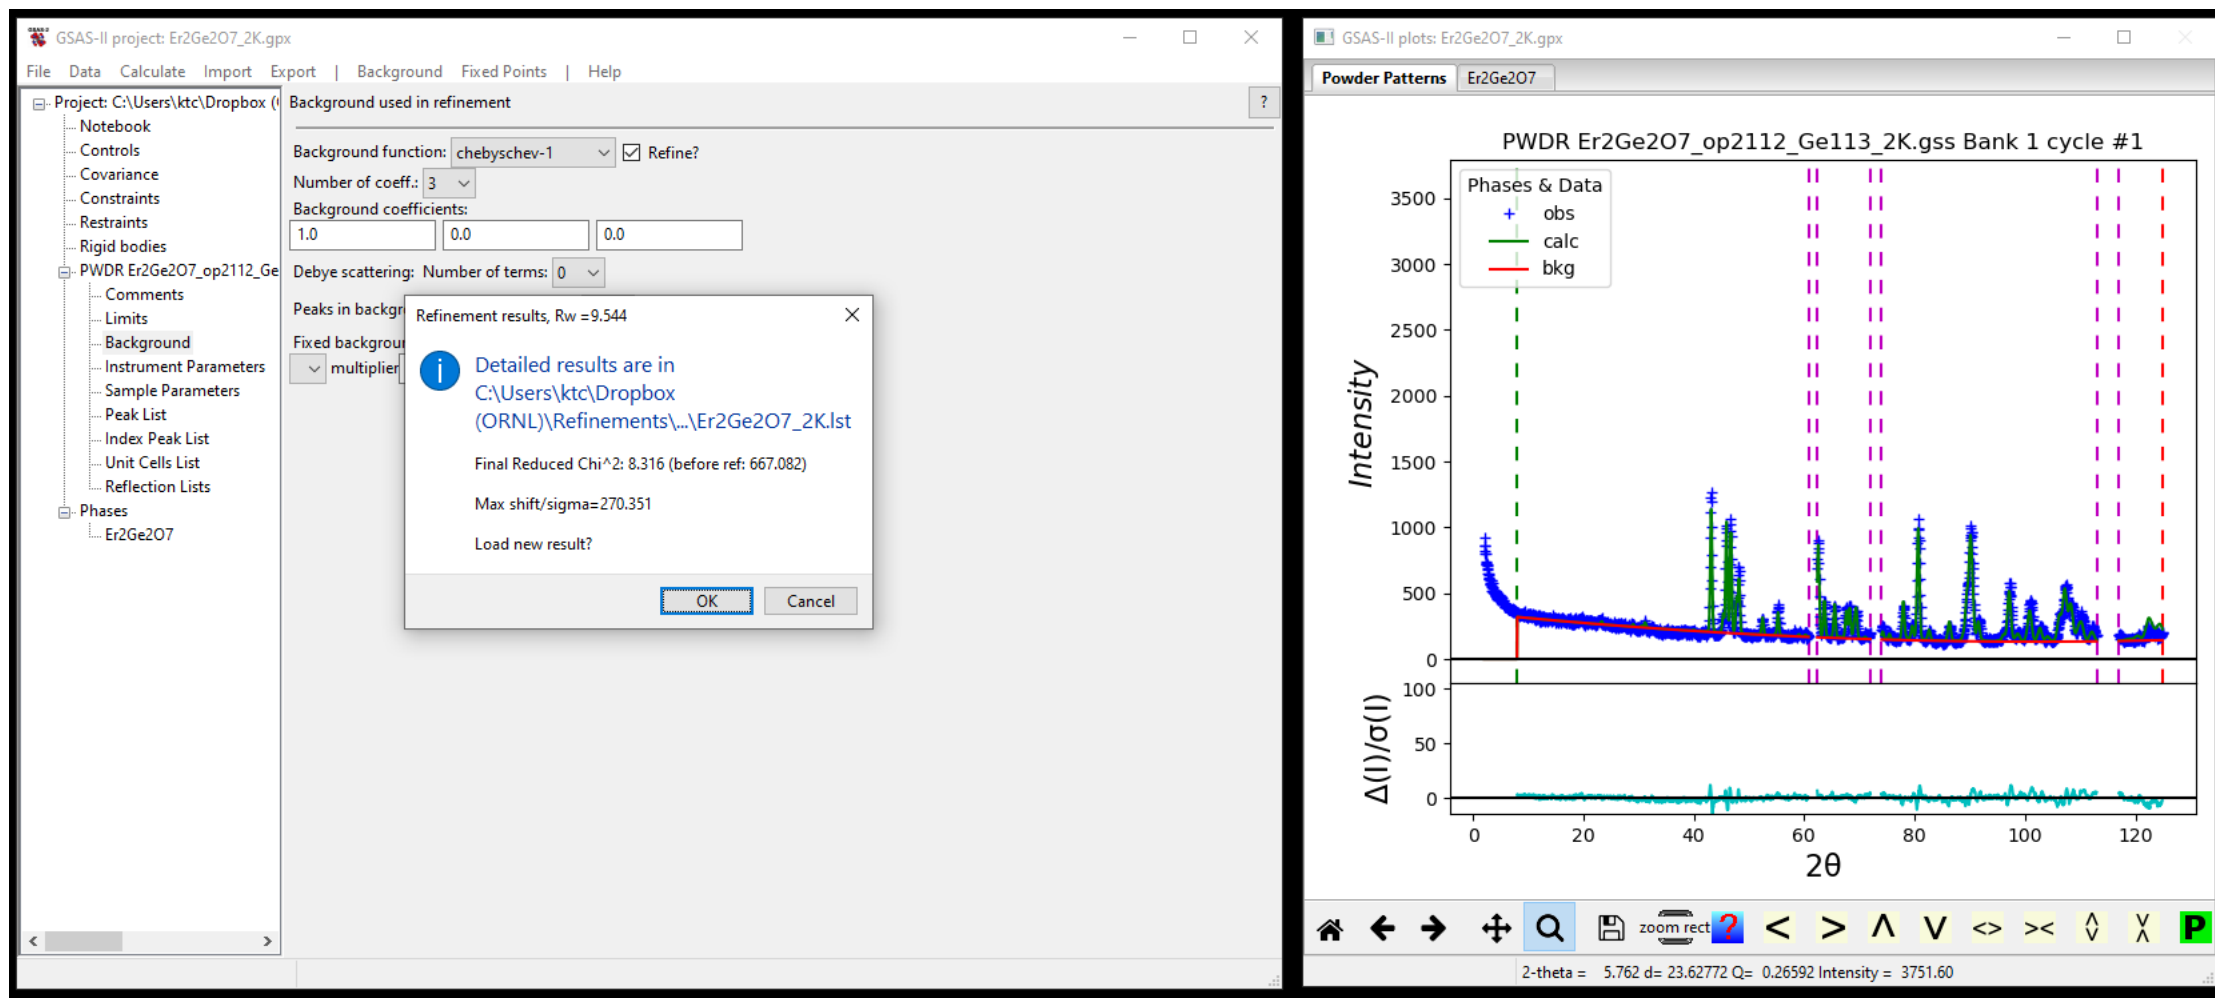 GSAS-II project: Er2Ge2O7_2K.gpx
File Data Calculate Import Export | Background Fixed Points | Help
Project: C:\Users\ktc\Dropbox (
Notebook
Controls
Covariance
Constraints
Restraints
Rigid bodies
PWDR Er2Ge2O7_op2112_Ge
Comments
Limits
Background
Instrument Parameters
Sample Parameters
Peak List
Index Peak List
Unit Cells List
Reflection Lists
Phases
Er2Ge2O7
Background used in refinement
?
Background function: chebyschev-1 Refine?
Number of coeff.: 3
Background coefficients:
1.0 0.0 0.0
Debye scattering: Number of terms: 0
Peaks in backgr
Fixed backgroun
multiplier
Refinement results, Rw =9.544
Detailed results are in
C:\Users\ktc\Dropbox
(ORNL)\Refinements\...\Er2Ge2O7_2K.lst
Final Reduced Chi^2: 8.316 (before ref: 667.082)
Max shift/sigma=270.351
Load new result?
OK Cancel
GSAS-II plots: Er2Ge2O7_2K.gpx
Powder Patterns Er2Ge2O7
PWDR Er2Ge2O7_op2112_Ge113_2K.gss Bank 1 cycle #1
Phases & Data
obs
calc
bkg
Intensity
3500
3000
2500
2000
1500
1000
500
0
Δ(I)/σ(I)
100
50
0
0 20 40 60 80 100 120
2θ
zoom rect ? < > Λ V <> >< P
2-theta = 5.762 d= 23.62772 Q= 0.26592 Intensity = 3751.60